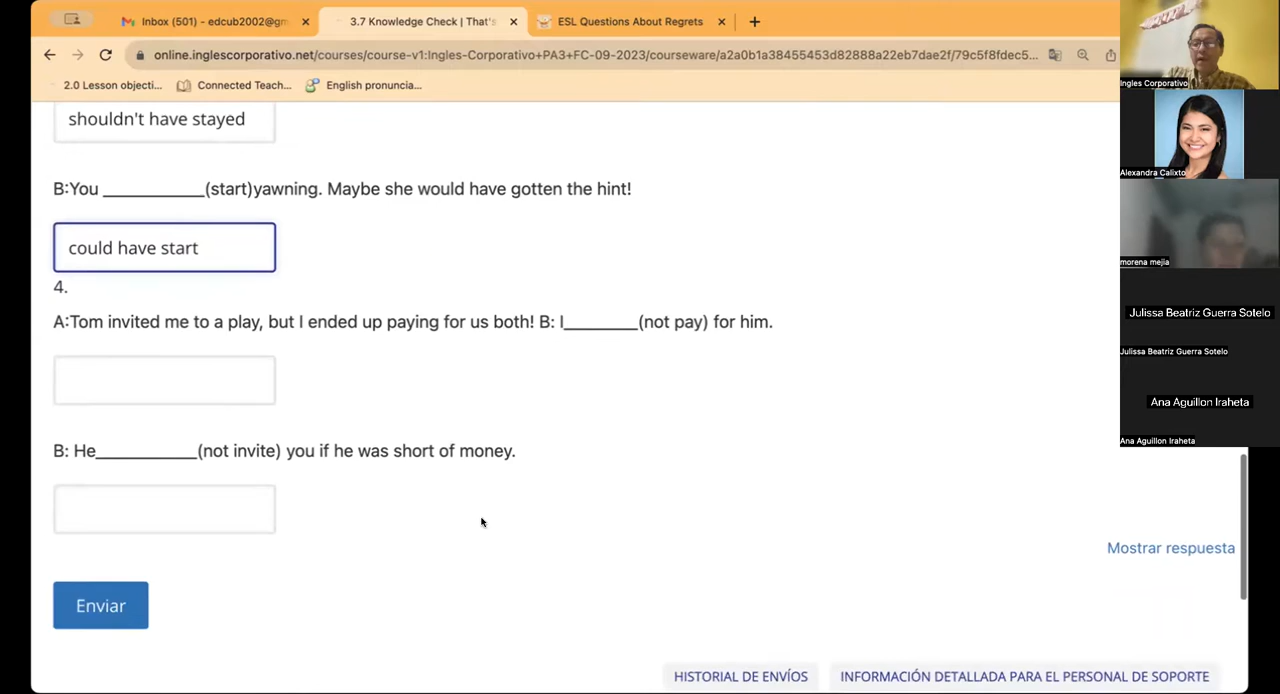 Inbox (501) - edcub2002@gm
3.7 Knowledge Check | That's
ESL Questions About Regrets
online.inglescorporativo.net/courses/course-v1:Ingles-Corporativo+PA3+FC-09-2023/courseware/a2a0b1a38455453d82888a22eb7dae2f/79c5f8fdec5...
2.0 Lesson objecti...
Connected Teach...
English pronuncia...
shouldn't have stayed
B:You ___________(start)yawning. Maybe she would have gotten the hint!
could have start
4.
A:Tom invited me to a play, but I ended up paying for us both! B: I________(not pay) for him.
B: He___________(not invite) you if he was short of money.
Mostrar respuesta
Enviar
HISTORIAL DE ENVÍOS
INFORMACIÓN DETALLADA PARA EL PERSONAL DE SOPORTE
Ingles Corporativo
Alexandra Calixto
morena mejia
Julissa Beatriz Guerra Sotelo
Julissa Beatriz Guerra Sotelo
Ana Aguillon Iraheta
Ana Aguillon Iraheta